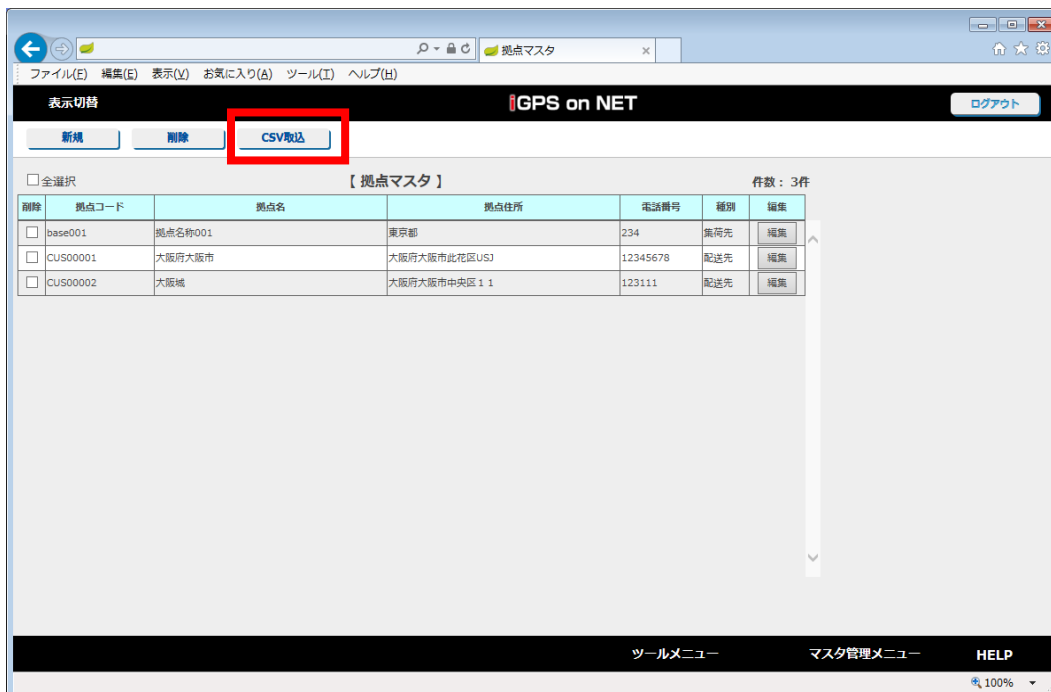 拠点マスタ
ファイル(F) 編集(E) 表示(V) お気に入り(A) ツール(T) ヘルプ(H)
表示切替 iGPS on NET ログアウト
新規 削除 CSV取込
全選択 【 拠点マスタ 】 件数： 3件
削除 拠点コード 拠点名 拠点住所 電話番号 種別 編集
base001 拠点名称001 東京都 234 集荷先 編集
CUS00001 大阪府大阪市 大阪府大阪市此花区USJ 12345678 配送先 編集
CUS00002 大阪城 大阪府大阪市中央区１１ 123111 配送先 編集
ツールメニュー マスタ管理メニュー HELP
100%